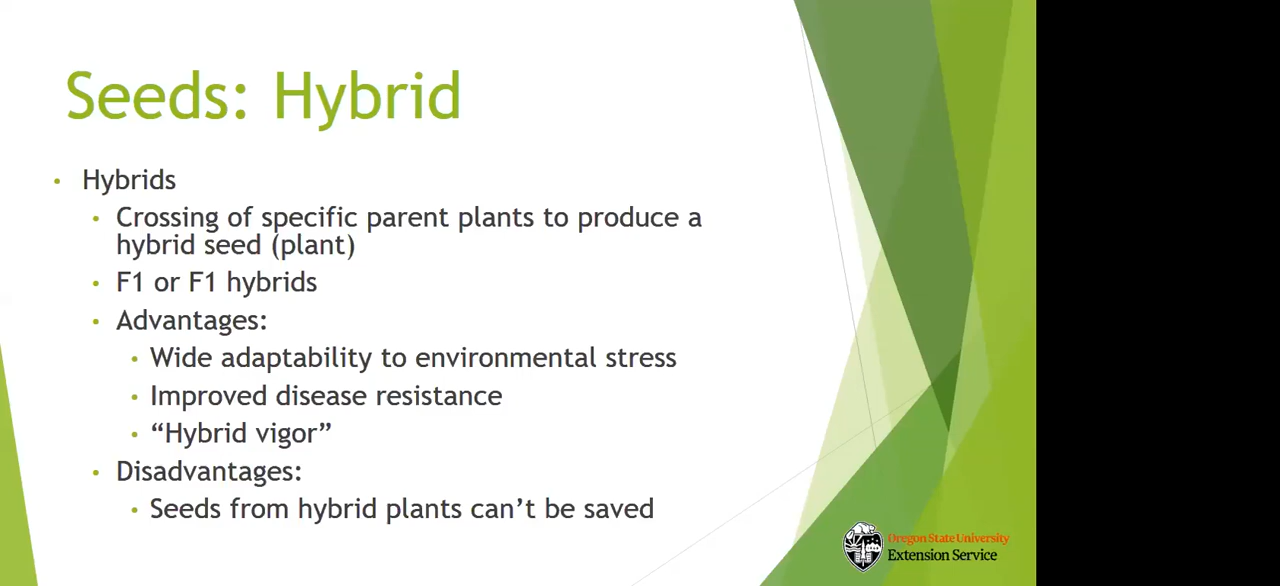 Seeds: Hybrid
• Hybrids
• Crossing of specific parent plants to produce a
hybrid seed (plant)
• F1 or F1 hybrids
• Advantages:
• Wide adaptability to environmental stress
• Improved disease resistance
• “Hybrid vigor”
• Disadvantages:
• Seeds from hybrid plants can’t be saved
Oregon State University
Extension Service